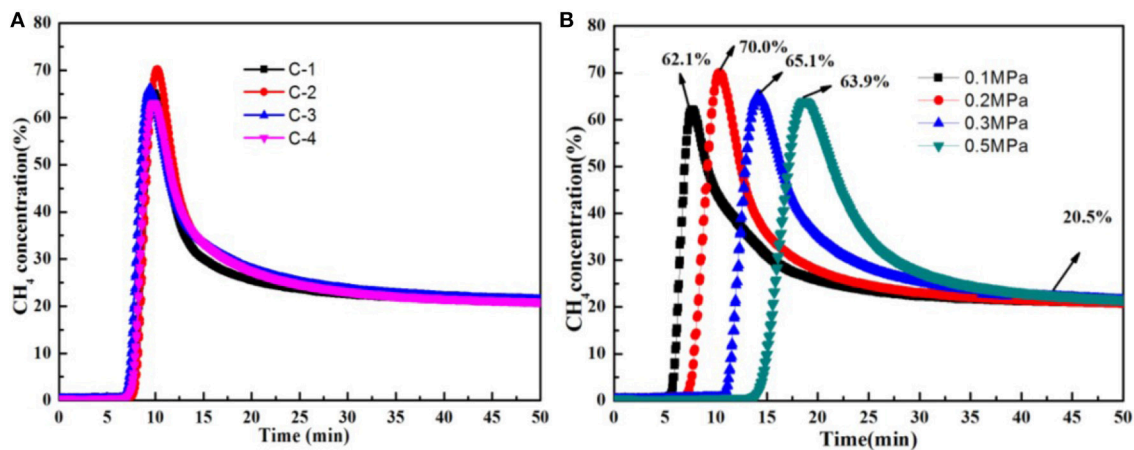 A
CH4 concentration(%)
80
70
60
50
40
30
20
10
0
C-1
C-2
C-3
C-4
0 5 10 15 20 25 30 35 40 45 50
Time (min)
B
CH4 concentration(%)
80
70
60
50
40
30
20
10
0
62.1%
70.0%
65.1%
63.9%
0.1MPa
0.2MPa
0.3MPa
0.5MPa
20.5%
0 5 10 15 20 25 30 35 40 45 50
Time(min)